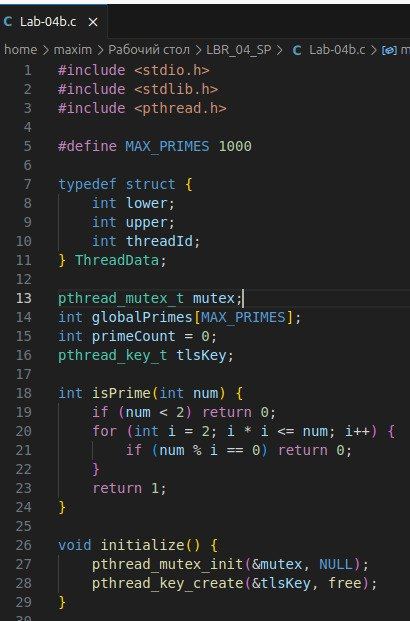 C Lab-04b.c ×
home > maxim > Рабочий стол > LBR_04_SP > C Lab-04b.c > m
1 #include <stdio.h>
2 #include <stdlib.h>
3 #include <pthread.h>
4
5 #define MAX_PRIMES 1000
6
7 typedef struct {
8     int lower;
9     int upper;
10     int threadId;
11 } ThreadData;
12
13 pthread_mutex_t mutex;
14 int globalPrimes[MAX_PRIMES];
15 int primeCount = 0;
16 pthread_key_t tlsKey;
17
18 int isPrime(int num) {
19     if (num < 2) return 0;
20     for (int i = 2; i * i <= num; i++) {
21         if (num % i == 0) return 0;
22     }
23     return 1;
24 }
25
26 void initialize() {
27     pthread_mutex_init(&mutex, NULL);
28     pthread_key_create(&tlsKey, free);
29 }